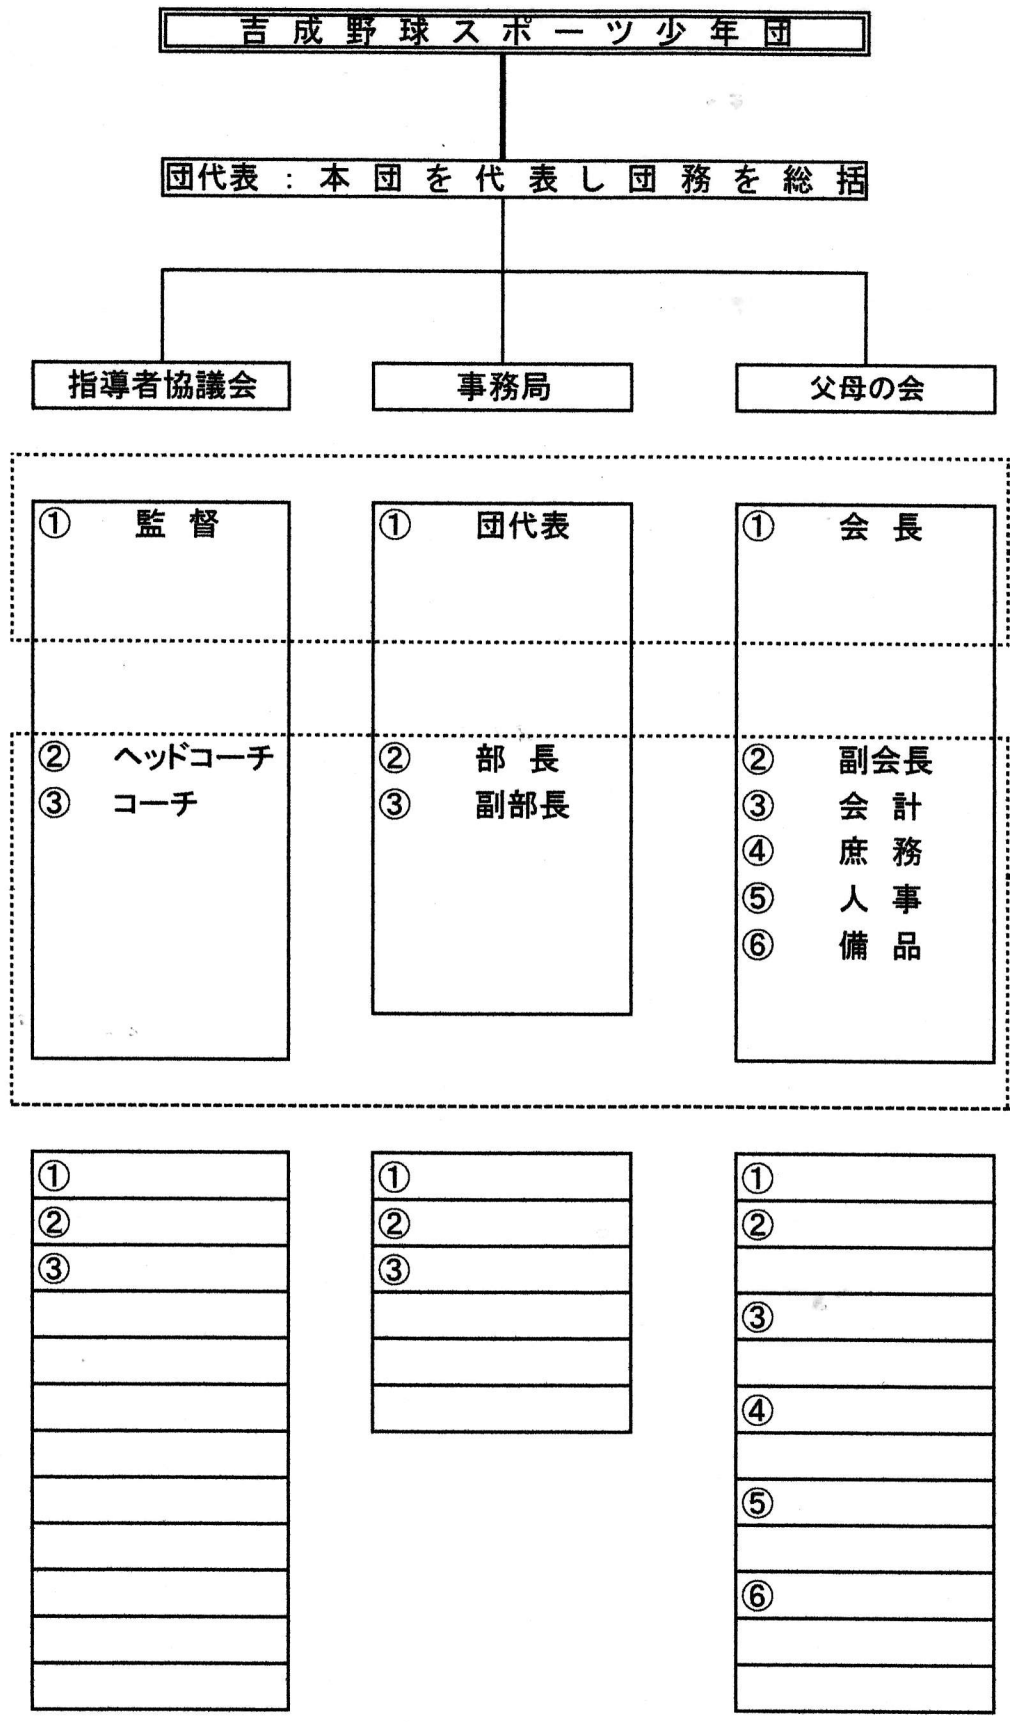 吉成野球スポーツ少年団
団代表：本団を代表し団務を総括
指導者協議会
事務局
父母の会
① 監督
② ヘッドコーチ
③ コーチ
① 団代表
② 部長
③ 副部長
① 会長
② 副会長
③ 会計
④ 庶務
⑤ 人事
⑥ 備品
①
②
③
①
②
③
①
②
③
④
⑤
⑥